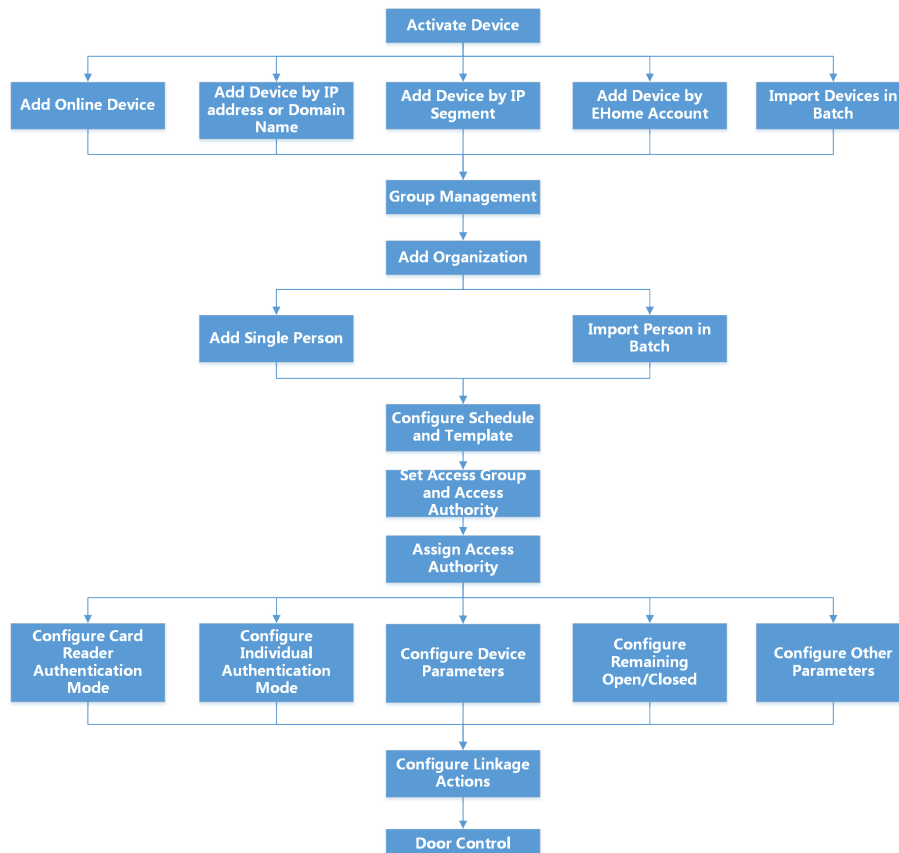 Activate Device
Add Online Device
Add Device by IP
address or Domain
Name
Add Device by IP
Segment
Add Device by
EHome Account
Import Devices in
Batch
Group Management
Add Organization
Add Single Person
Import Person in
Batch
Configure Schedule
and Template
Set Access Group
and Access
Authority
Assign Access
Authority
Configure Card
Reader
Authentication
Mode
Configure
Individual
Authentication
Mode
Configure Device
Parameters
Configure
Remaining
Open/Closed
Configure Other
Parameters
Configure Linkage
Actions
Door Control